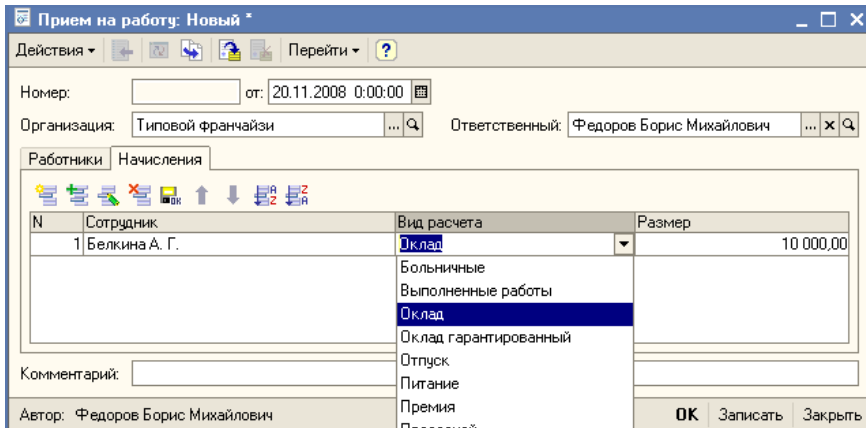 Прием на работу: Новый *
Действия Перейти ?
Номер: от: 20.11.2008 0:00:00
Организация: Типовой франчайзи ... Ответственный: Федоров Борис Михайлович ... x
Работники Начисления
N Сотрудник Вид расчета Размер
1 Белкина А. Г. Оклад 10 000,00
Больничные
Выполненные работы
Оклад
Оклад гарантированный
Отпуск
Питание
Комментарий:
Премия
Автор: Федоров Борис Михайлович OK Записать Закрыть